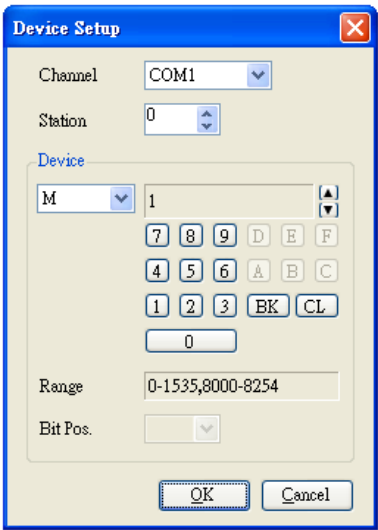 Device Setup
Channel COM1
Station 0
Device
M 1
7 8 9 D E F
4 5 6 A B C
1 2 3 BK CL
0
Range 0-1535,8000-8254
Bit Pos.
OK Cancel